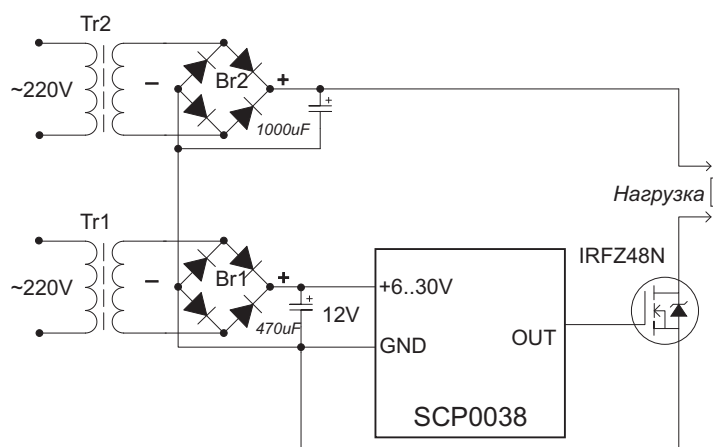 Tr2
~220V
–
Br2
+
+
1000uF
Нагрузка
Tr1
~220V
–
Br1
+
+
470uF
12V
+6..30V
GND
OUT
SCP0038
IRFZ48N